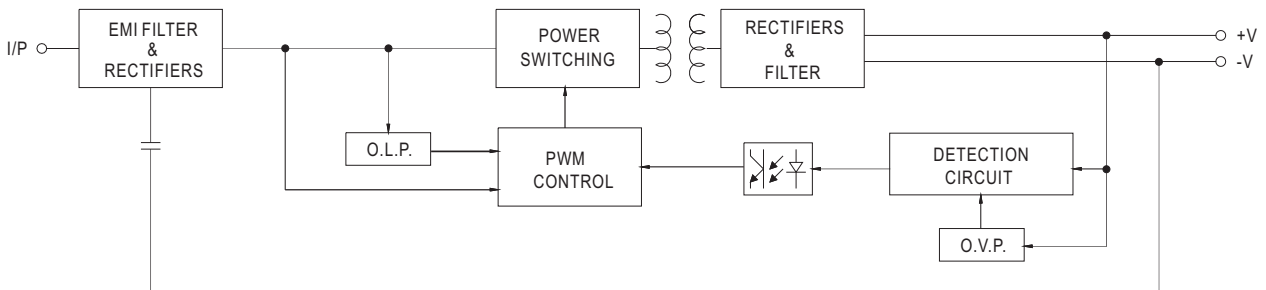 I/P
EMI FILTER
&
RECTIFIERS
POWER
SWITCHING
RECTIFIERS
&
FILTER
+V
-V
O.L.P.
PWM
CONTROL
DETECTION
CIRCUIT
O.V.P.